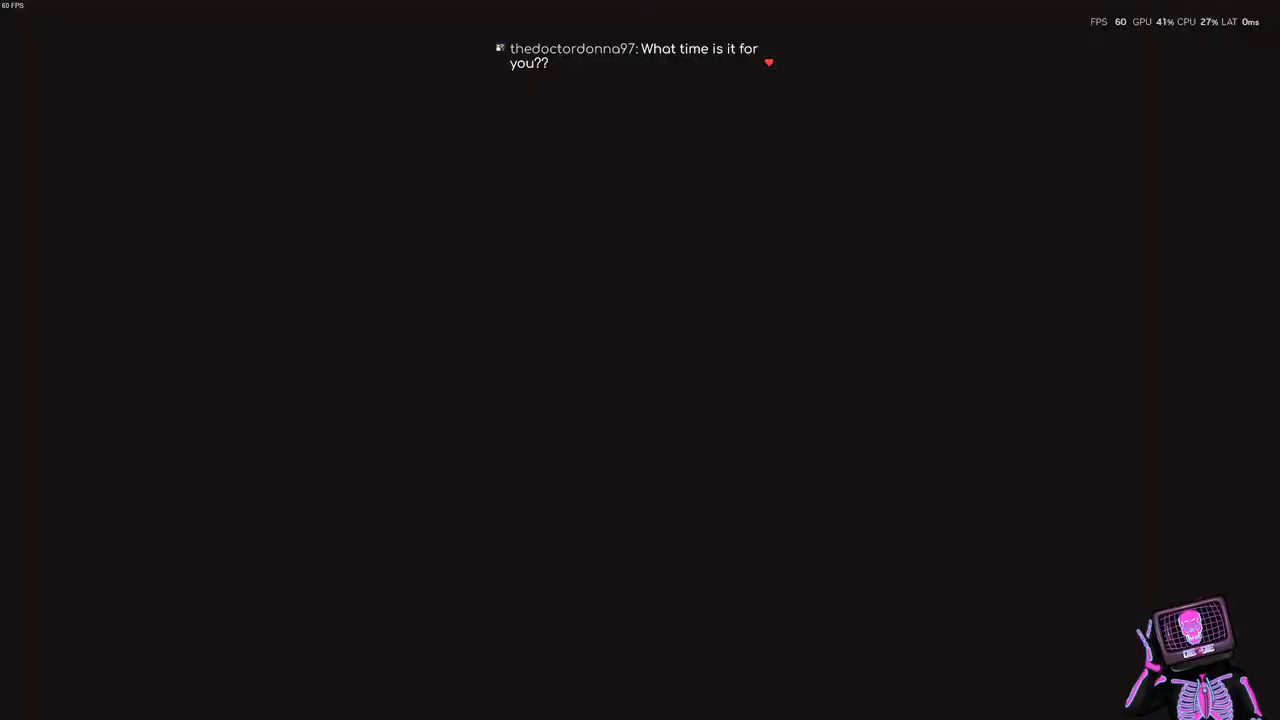 60 FPS
FPS 60 GPU 41% CPU 27% LAT 0ms
thedoctordonna97: What time is it for
you??